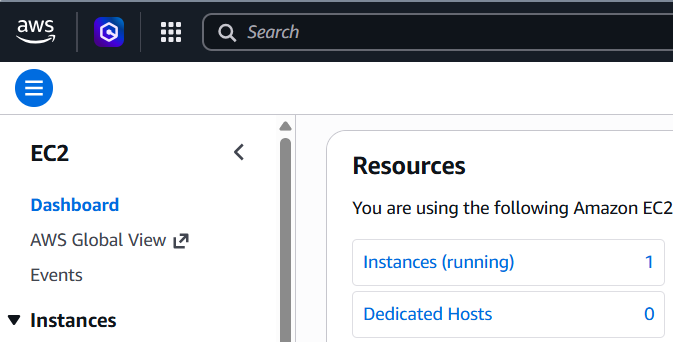 aws
Search
EC2
Dashboard
AWS Global View
Events
Instances
Resources
You are using the following Amazon EC2
Instances (running) 1
Dedicated Hosts 0